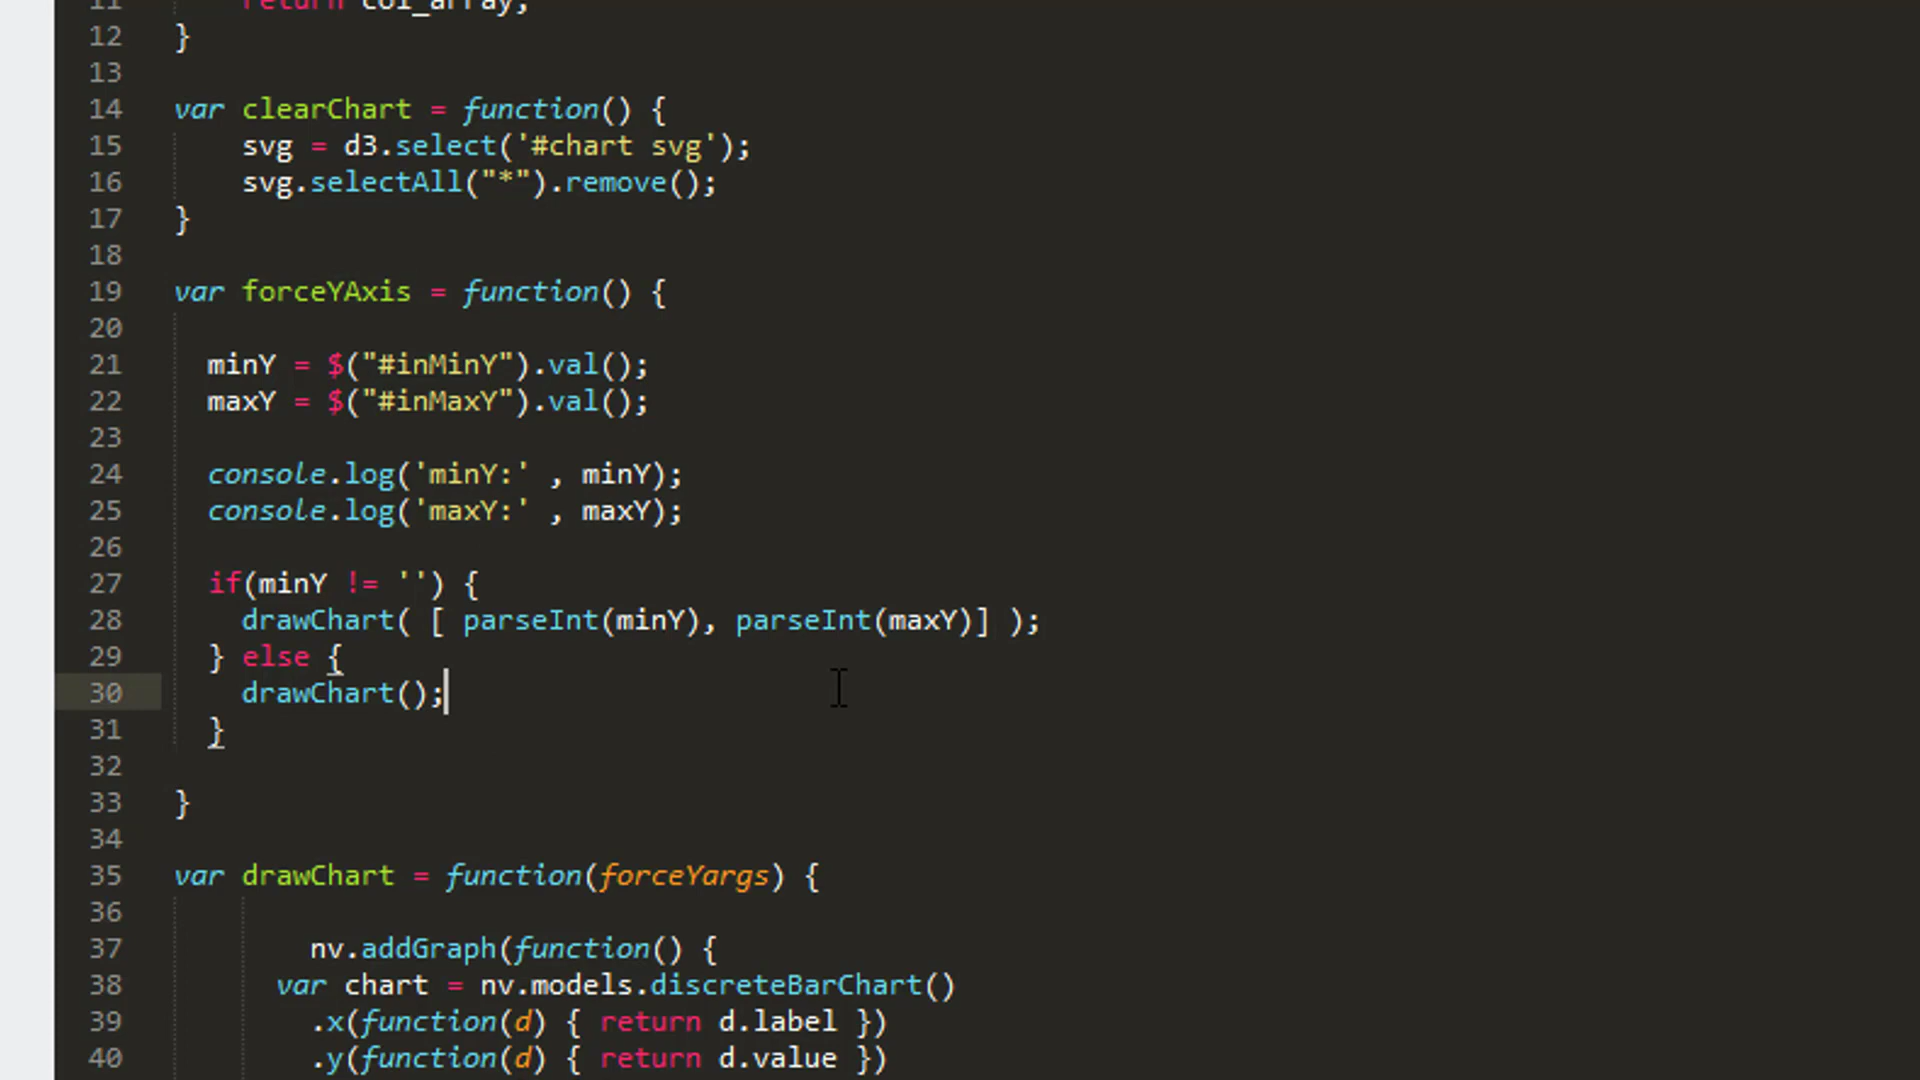 11 return col_array;
12 }
13
14 var clearChart = function() {
15 svg = d3.select('#chart svg');
16 svg.selectAll("*").remove();
17 }
18
19 var forceYAxis = function() {
20
21 minY = $("#inMinY").val();
22 maxY = $("#inMaxY").val();
23
24 console.log('minY:' , minY);
25 console.log('maxY:' , maxY);
26
27 if(minY != '') {
28 drawChart( [ parseInt(minY), parseInt(maxY)] );
29 } else {
30 drawChart();
31 }
32
33 }
34
35 var drawChart = function(forceYargs) {
36
37 nv.addGraph(function() {
38 var chart = nv.models.discreteBarChart()
39 .x(function(d) { return d.label })
40 .y(function(d) { return d.value })